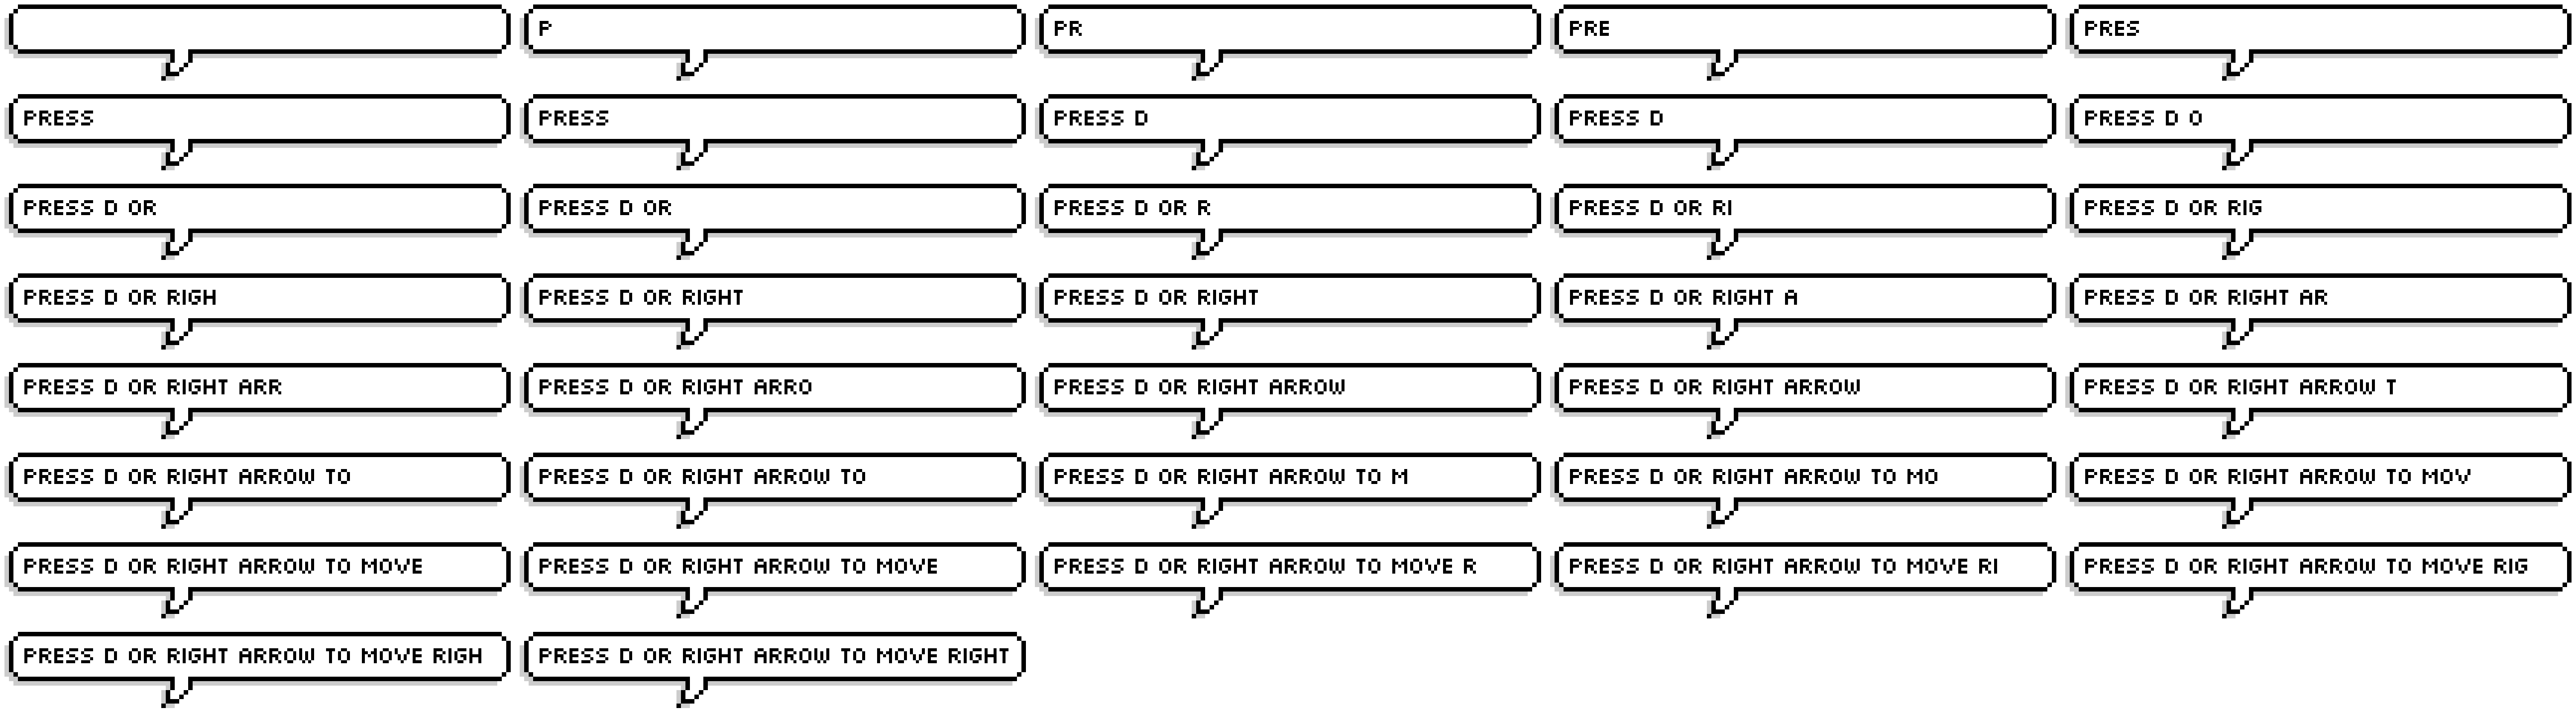 P
PR
PRE
PRES
PRESS
PRESS
PRESS D
PRESS D
PRESS D O
PRESS D OR
PRESS D OR
PRESS D OR R
PRESS D OR RI
PRESS D OR RIG
PRESS D OR RIGH
PRESS D OR RIGHT
PRESS D OR RIGHT
PRESS D OR RIGHT A
PRESS D OR RIGHT AR
PRESS D OR RIGHT ARR
PRESS D OR RIGHT ARRO
PRESS D OR RIGHT ARROW
PRESS D OR RIGHT ARROW
PRESS D OR RIGHT ARROW T
PRESS D OR RIGHT ARROW TO
PRESS D OR RIGHT ARROW TO
PRESS D OR RIGHT ARROW TO M
PRESS D OR RIGHT ARROW TO MO
PRESS D OR RIGHT ARROW TO MOV
PRESS D OR RIGHT ARROW TO MOVE
PRESS D OR RIGHT ARROW TO MOVE
PRESS D OR RIGHT ARROW TO MOVE R
PRESS D OR RIGHT ARROW TO MOVE RI
PRESS D OR RIGHT ARROW TO MOVE RIG
PRESS D OR RIGHT ARROW TO MOVE RIGH
PRESS D OR RIGHT ARROW TO MOVE RIGHT